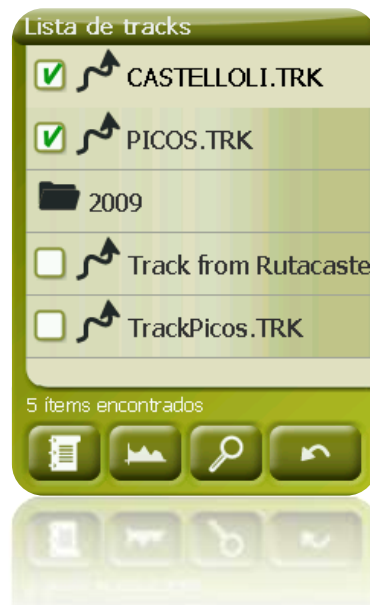 Lista de tracks
CASTELLOLI.TRK
PICOS.TRK
2009
Track from Rutacaste
TrackPicos.TRK
5 ítems encontrados